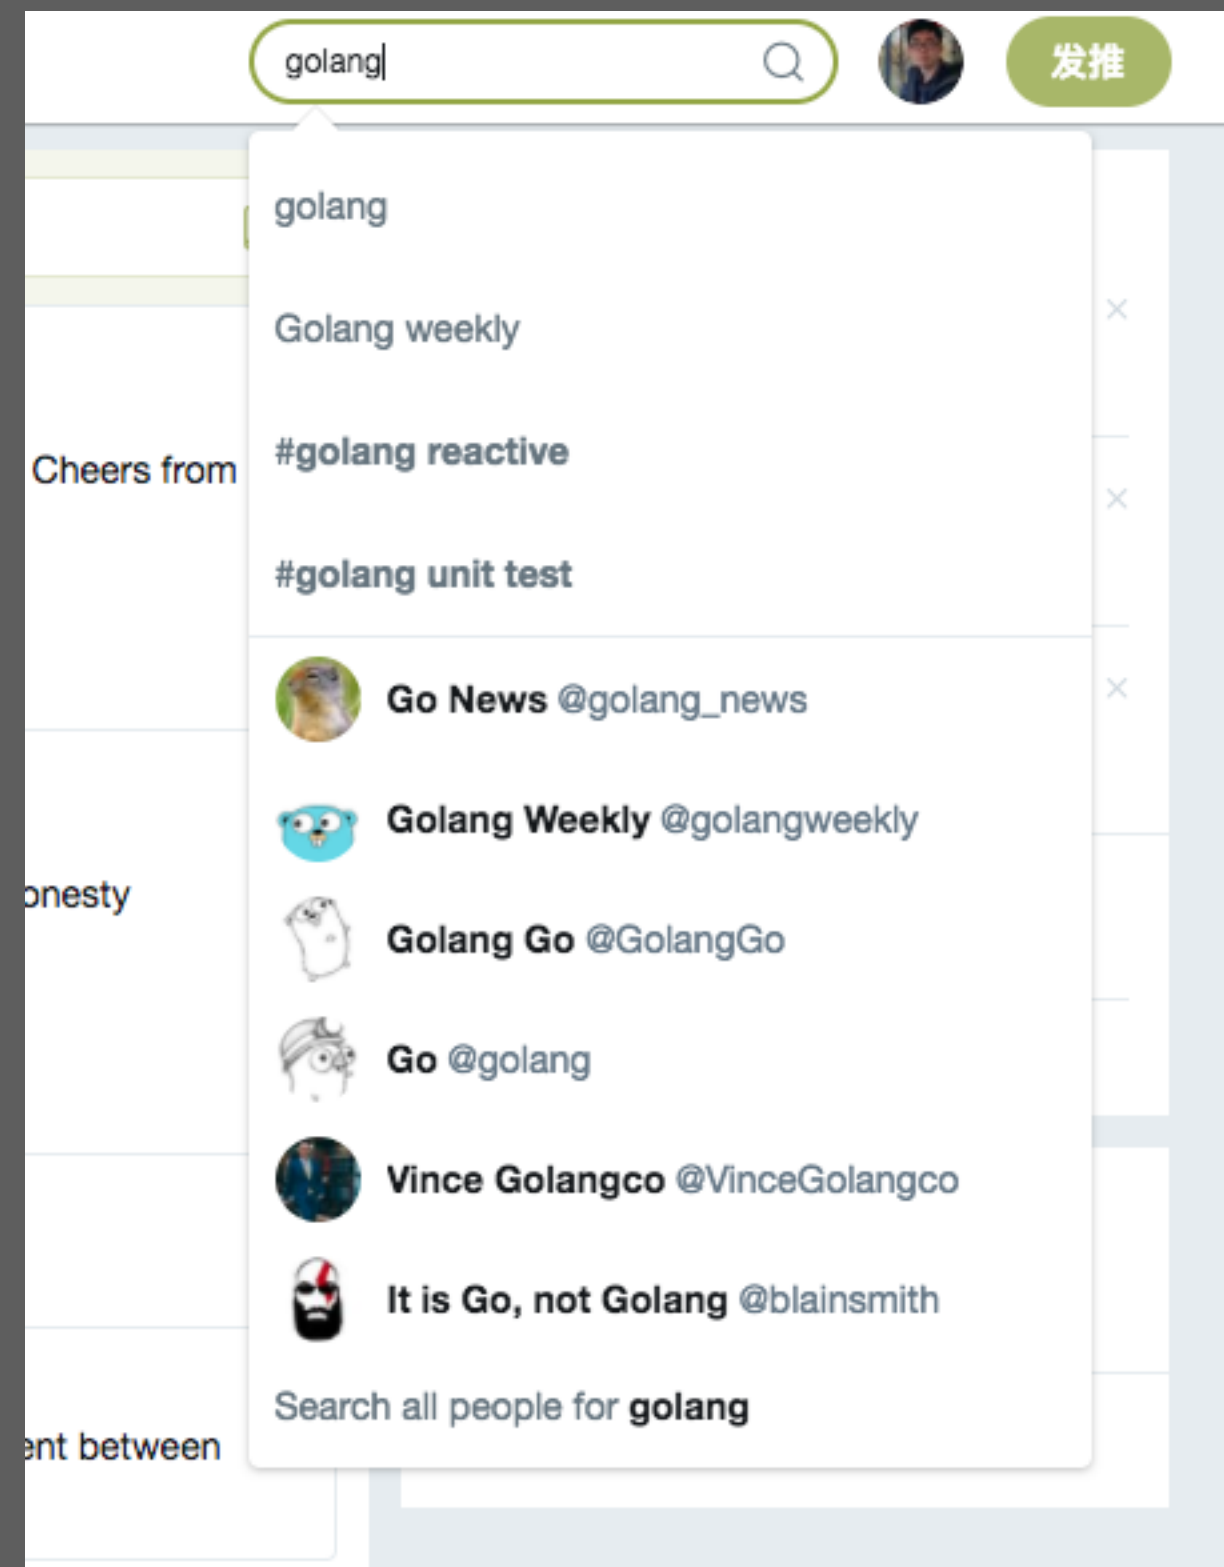 golang
发推
golang
Golang weekly
#golang reactive
Cheers from
#golang unit test
Go News @golang_news
Golang Weekly @golangweekly
onesty
Golang Go @GolangGo
Go @golang
Vince Golangco @VinceGolangco
It is Go, not Golang @blainsmith
Search all people for golang
ent between